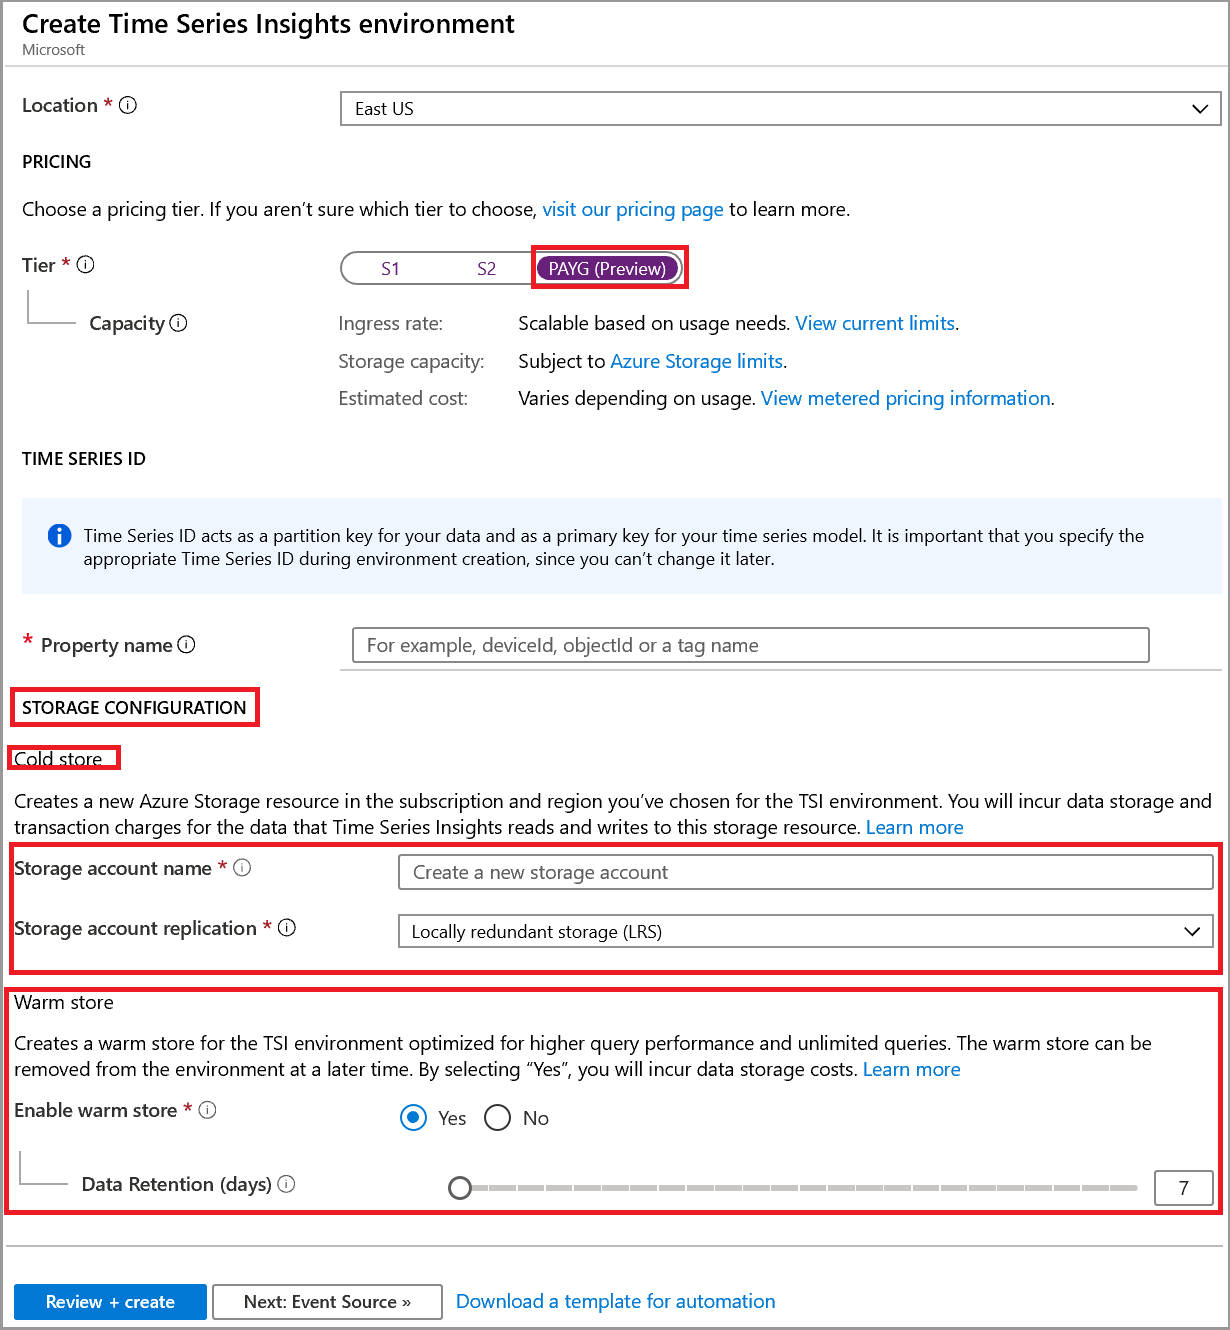 Create Time Series Insights environment
Microsoft
Location *
East US
PRICING
Choose a pricing tier. If you aren’t sure which tier to choose, visit our pricing page to learn more.
Tier *
S1 S2 PAYG (Preview)
Capacity
Ingress rate: Scalable based on usage needs. View current limits.
Storage capacity: Subject to Azure Storage limits.
Estimated cost: Varies depending on usage. View metered pricing information.
TIME SERIES ID
Time Series ID acts as a partition key for your data and as a primary key for your time series model. It is important that you specify the
appropriate Time Series ID during environment creation, since you can’t change it later.
* Property name
For example, deviceId, objectId or a tag name
STORAGE CONFIGURATION
Cold store
Creates a new Azure Storage resource in the subscription and region you’ve chosen for the TSI environment. You will incur data storage and
transaction charges for the data that Time Series Insights reads and writes to this storage resource. Learn more
Storage account name *
Create a new storage account
Storage account replication *
Locally redundant storage (LRS)
Warm store
Creates a warm store for the TSI environment optimized for higher query performance and unlimited queries. The warm store can be
removed from the environment at a later time. By selecting “Yes”, you will incur data storage costs. Learn more
Enable warm store *
Yes No
Data Retention (days)
7
Review + create
Next: Event Source »
Download a template for automation